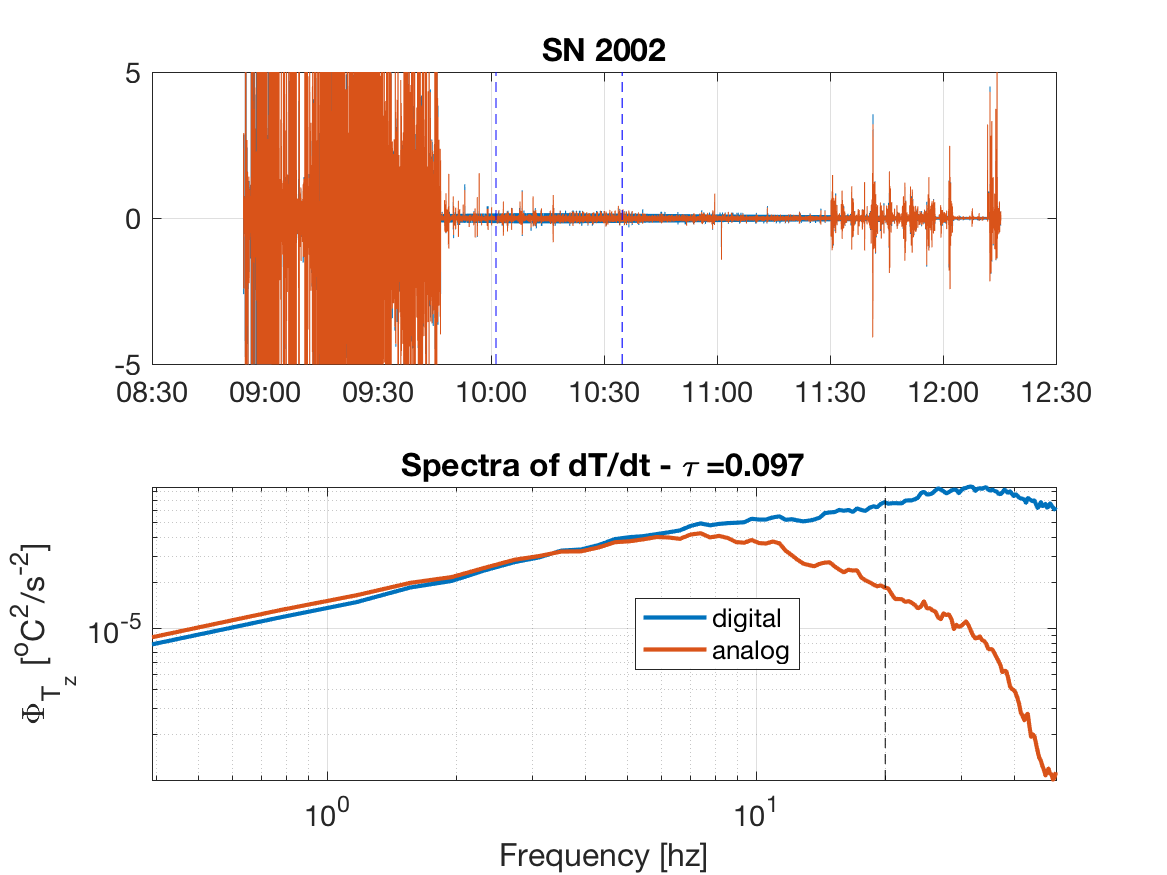 SN 2002
5
0
-5
08:30 09:00 09:30 10:00 10:30 11:00 11:30 12:00 12:30
Spectra of dT/dt - τ =0.097
Φ_{T_z} [°C²/s⁻²]
10⁻⁵
digital
analog
10⁰ 10¹
Frequency [hz]